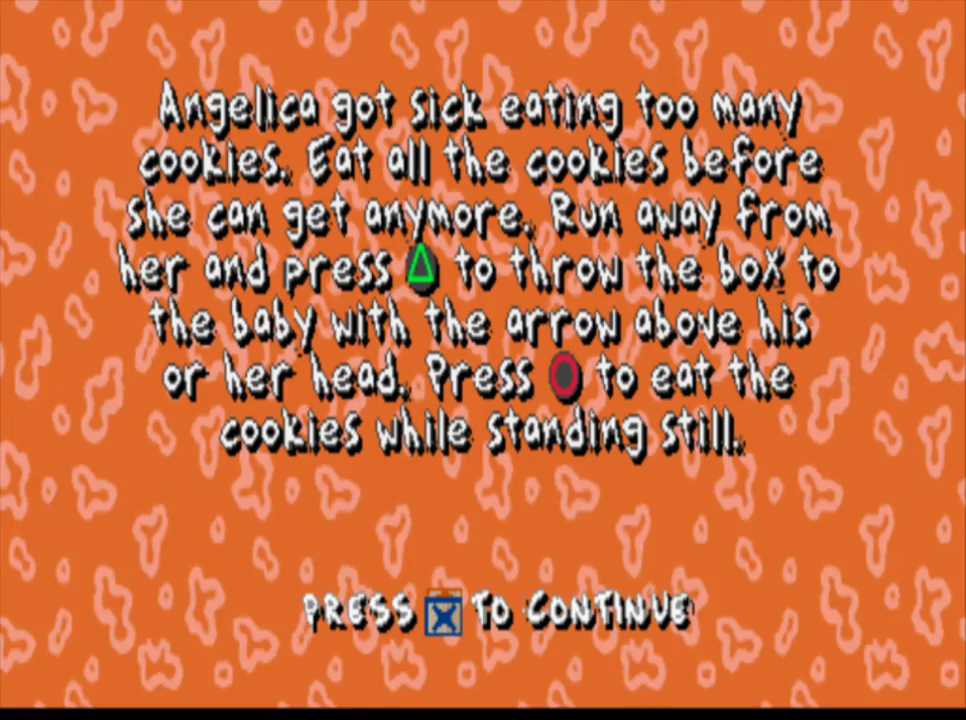 Angelica got sick eating too many
cookies. Eat all the cookies before
she can get anymore. Run away from
her and press to throw the box to
the baby with the arrow above his
or her head. Press to eat the
cookies while standing still.
PRESS TO CONTINUE